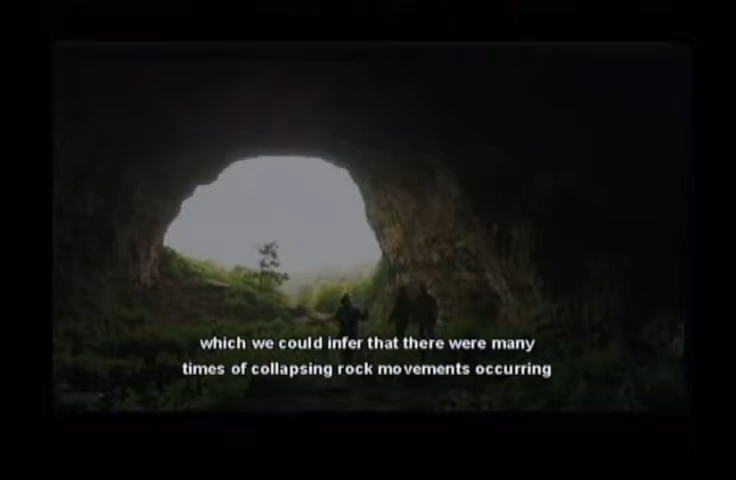 which we could infer that there were many
times of collapsing rock movements occurring